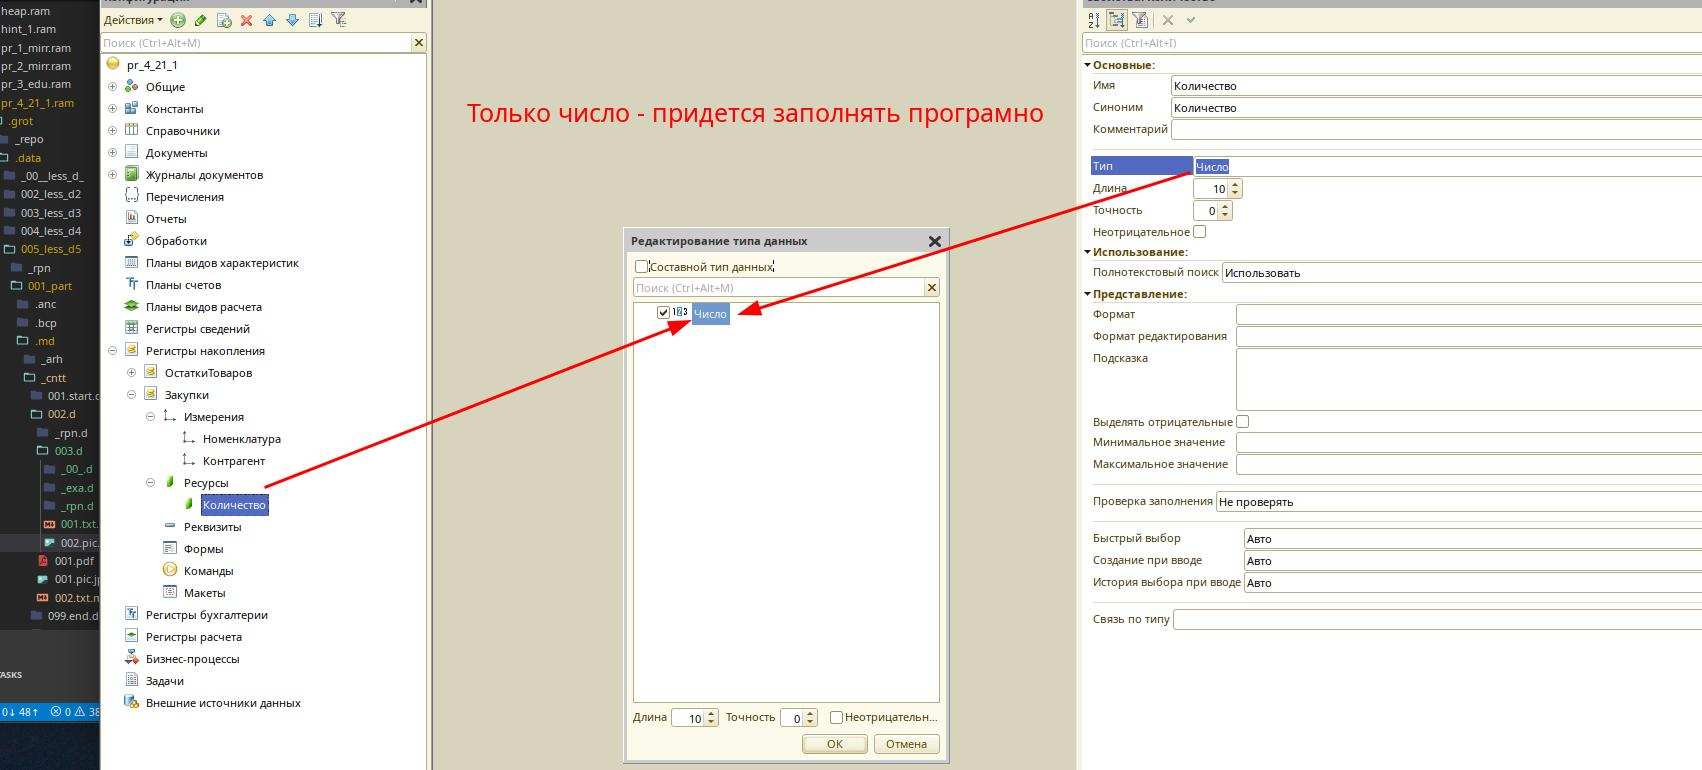 heap.ram
hint_1.ram
pr_1_mirr.ram
pr_2_mirr.ram
pr_3_edu.ram
pr_4_21_1.ram
.grot
_repo
.data
_00__less_d_
002_less_d2
003_less_d3
004_less_d4
005_less_d5
_rpn
001_part
.anc
.bcp
.md
_arh
_cntt
001.start.
002.d
_rpn.d
003.d
_00_.d
_exa.d
_rpn.d
001.txt.
002.pic.
001.pdf
001.pic.j
002.txt.
099.end.d
0↓ 48↑ 0 38
Действия
Поиск (Ctrl+Alt+M)
pr_4_21_1
Общие
Константы
Справочники
Документы
Журналы документов
Перечисления
Отчеты
Обработки
Планы видов характеристик
Планы счетов
Планы видов расчета
Регистры сведений
Регистры накопления
ОстаткиТоваров
Закупки
Измерения
Номенклатура
Контрагент
Ресурсы
Количество
Реквизиты
Формы
Команды
Макеты
Регистры бухгалтерии
Регистры расчета
Бизнес-процессы
Задачи
Внешние источники данных
Только число - придется заполнять програмно
Редактирование типа данных
Составной тип данных
Поиск (Ctrl+Alt+M)
Число
Длина 10 Точность 0 Неотрицательн...
OK Отмена
Поиск (Ctrl+Alt+I)
Основные:
Имя Количество
Синоним Количество
Комментарий
Тип Число
Длина 10
Точность 0
Неотрицательное
Использование:
Полнотекстовый поиск Использовать
Представление:
Формат
Формат редактирования
Подсказка
Выделять отрицательные
Минимальное значение
Максимальное значение
Проверка заполнения Не проверять
Быстрый выбор Авто
Создание при вводе Авто
История выбора при вводе Авто
Связь по типу